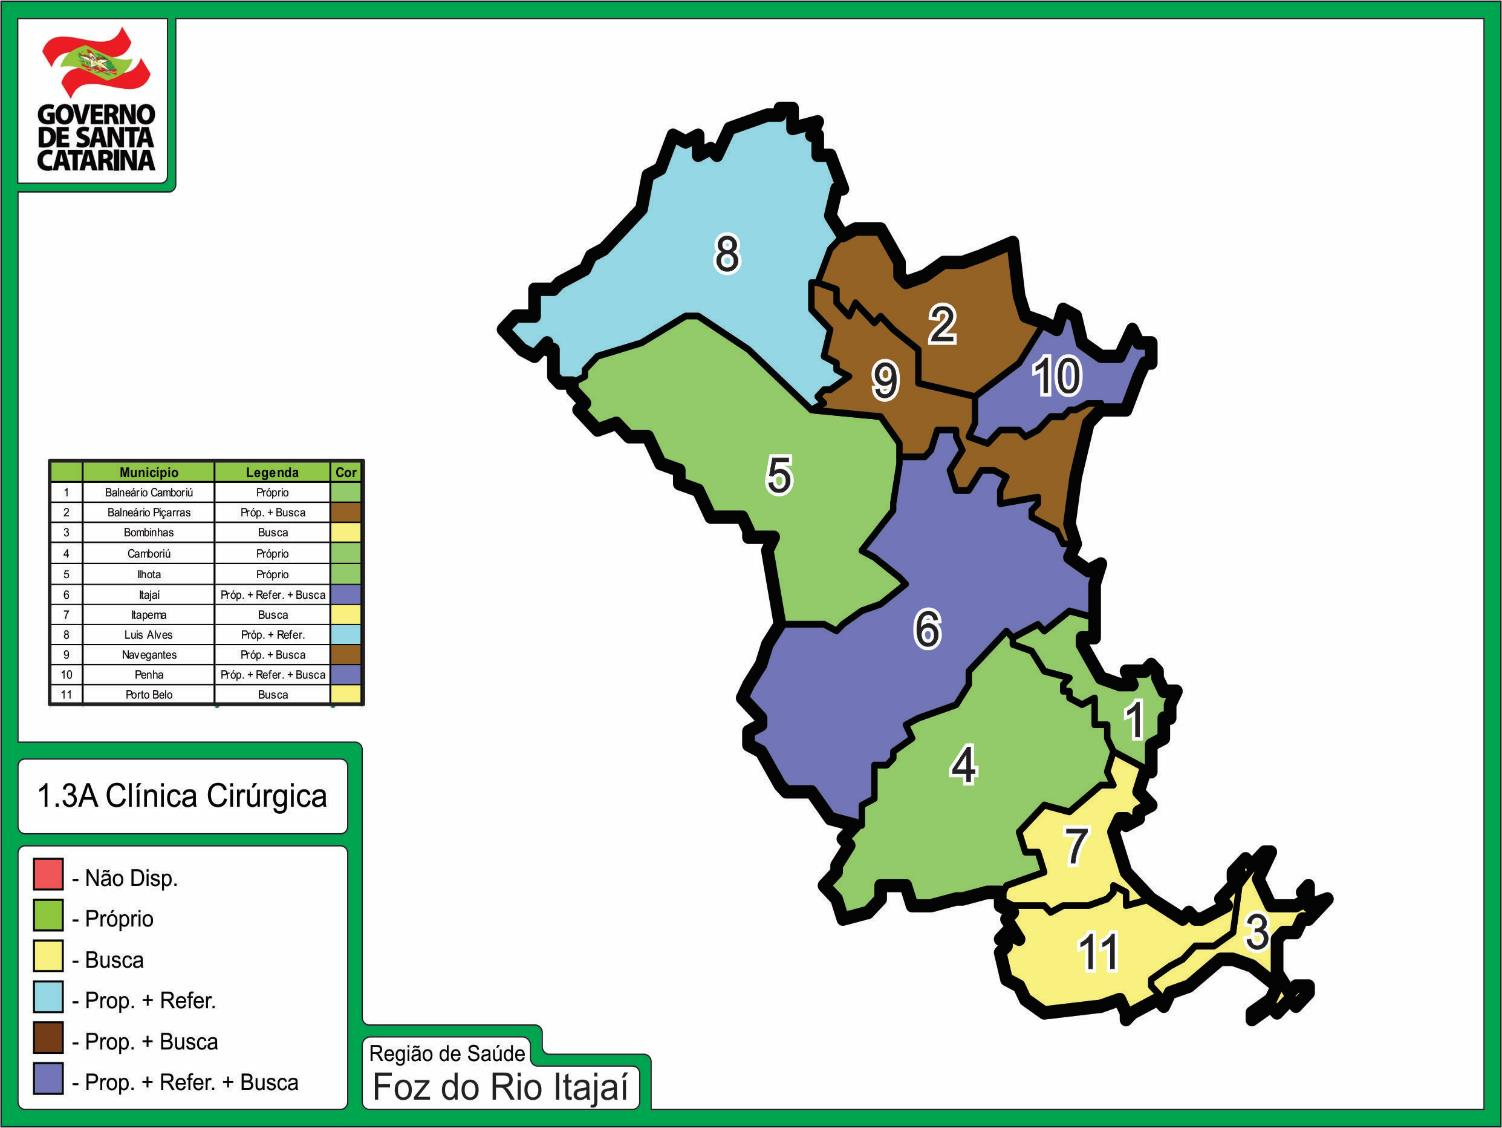 GOVERNO
DE SANTA
CATARINA
8
2
10
9
5
6
1
4
7
3
11
Município Legenda Cor
1 Balneário Camboriú Próprio
2 Balneário Piçarras Próp. + Busca
3 Bombinhas Busca
4 Camboriú Próprio
5 Ilhota Próprio
6 Itajaí Próp. + Refer. + Busca
7 Itapema Busca
8 Luis Alves Próp. + Refer.
9 Navegantes Próp. + Busca
10 Penha Próp. + Refer. + Busca
11 Porto Belo Busca
1.3A Clínica Cirúrgica
- Não Disp.
- Próprio
- Busca
- Prop. + Refer.
- Prop. + Busca
- Prop. + Refer. + Busca
Região de Saúde
Foz do Rio Itajaí